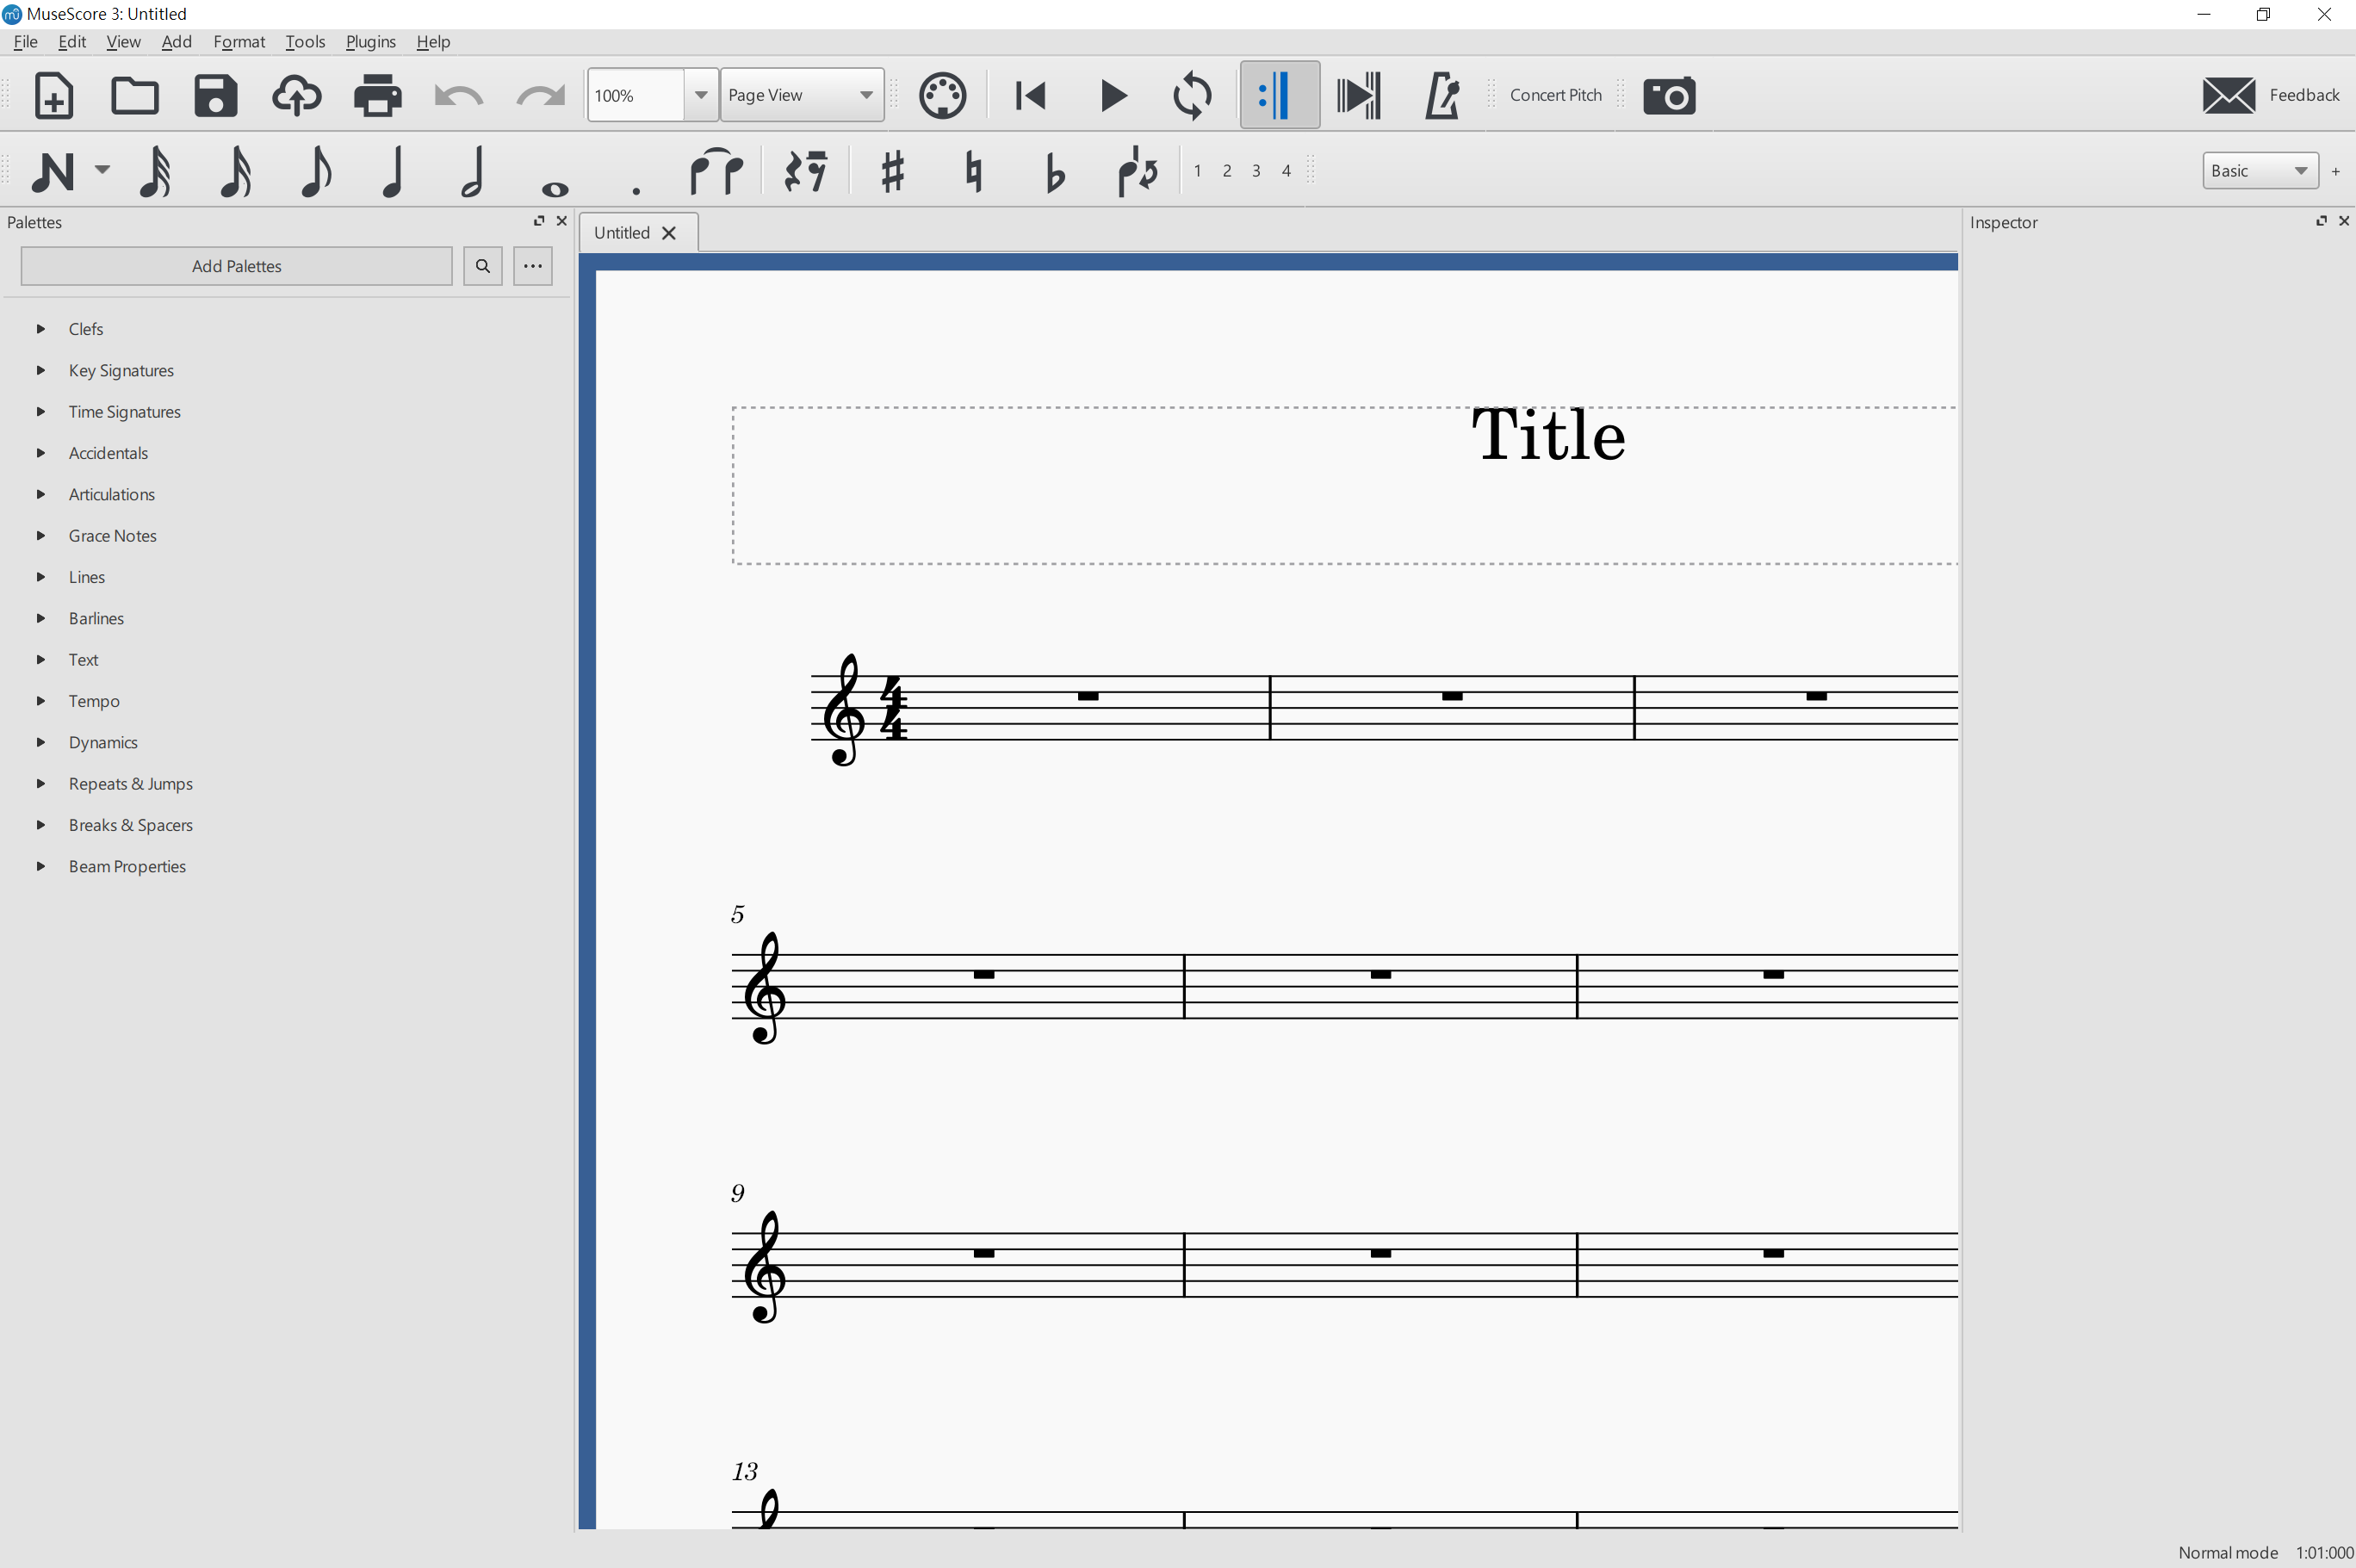 MuseScore 3: Untitled
File Edit View Add Format Tools Plugins Help
100% Page View Concert Pitch Feedback
1 2 3 4 Basic +
Palettes
Untitled
Inspector
Add Palettes
Clefs
Key Signatures
Time Signatures
Accidentals
Articulations
Grace Notes
Lines
Barlines
Text
Tempo
Dynamics
Repeats & Jumps
Breaks & Spacers
Beam Properties
Title
4
4
5
9
13
Normal mode 1:01:000